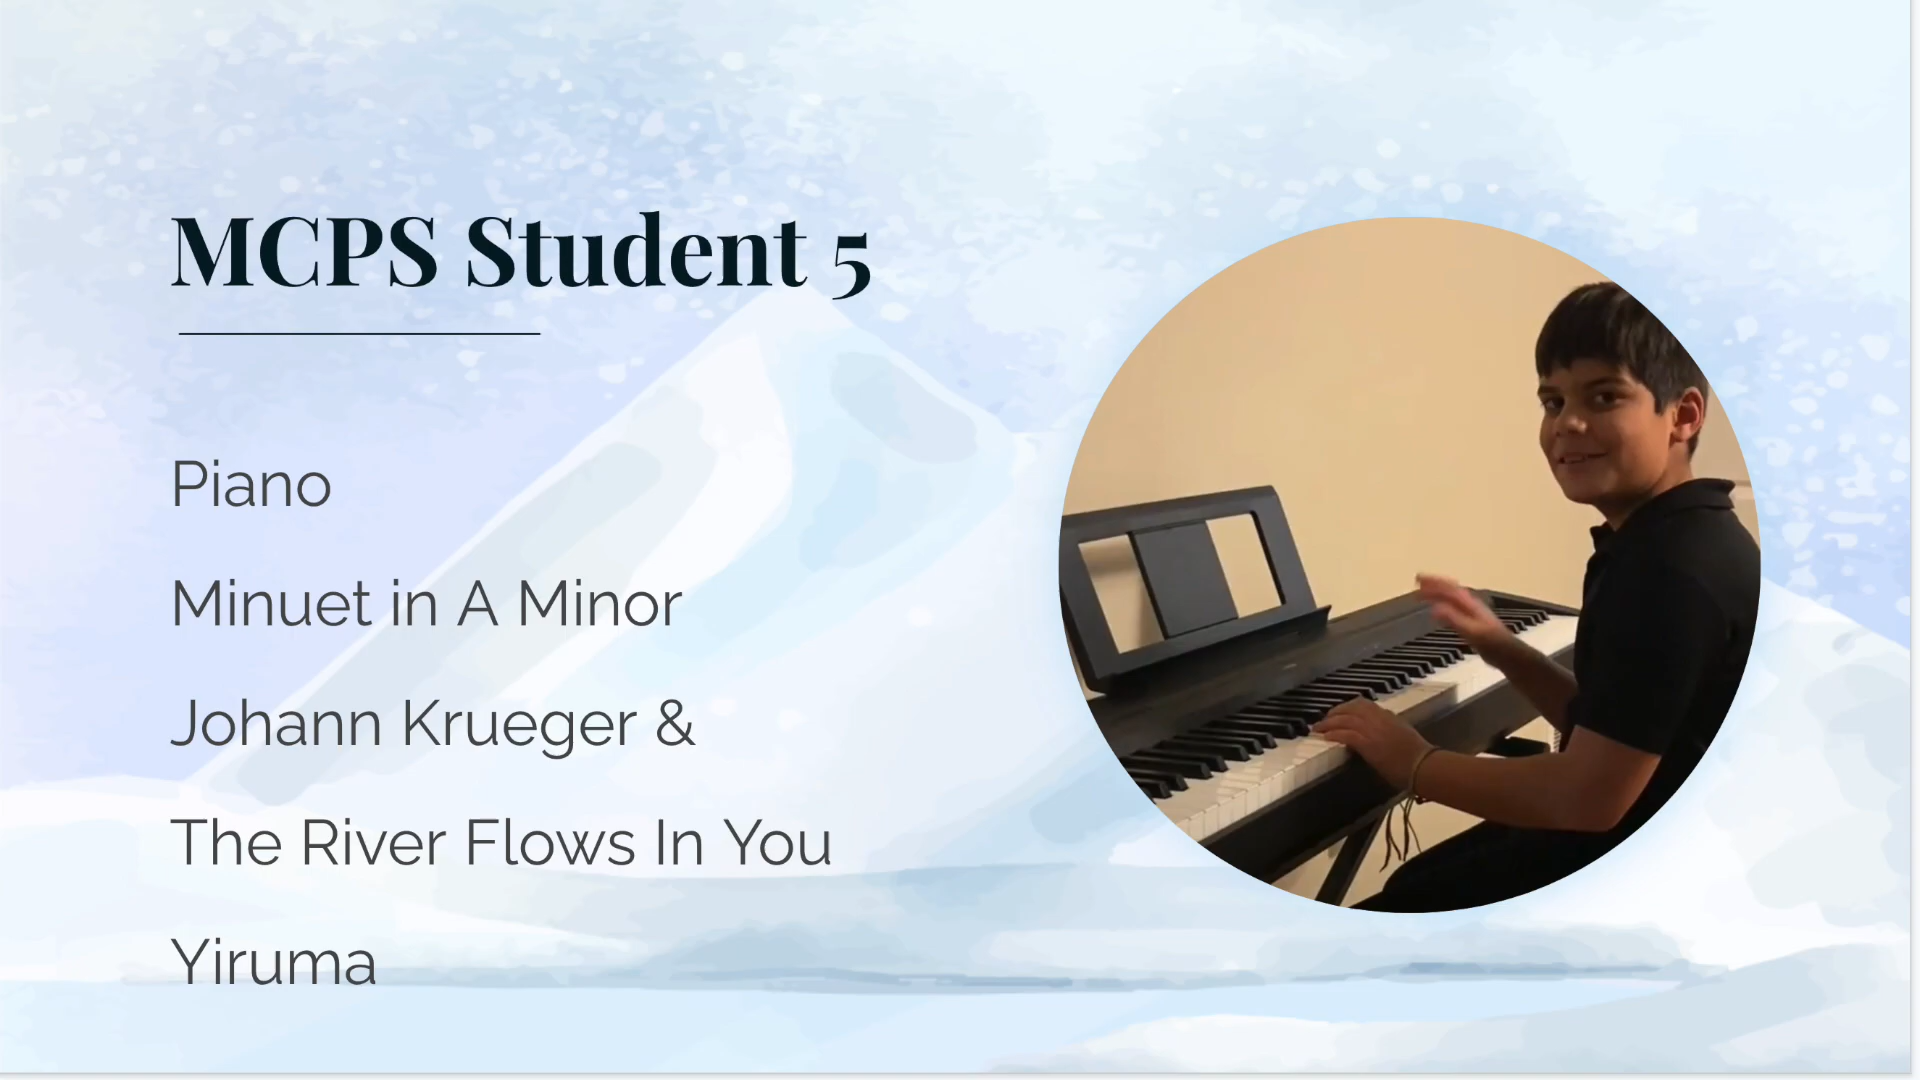 MCPS Student 5
Piano
Minuet in A Minor
Johann Krueger &
The River Flows In You
Yiruma